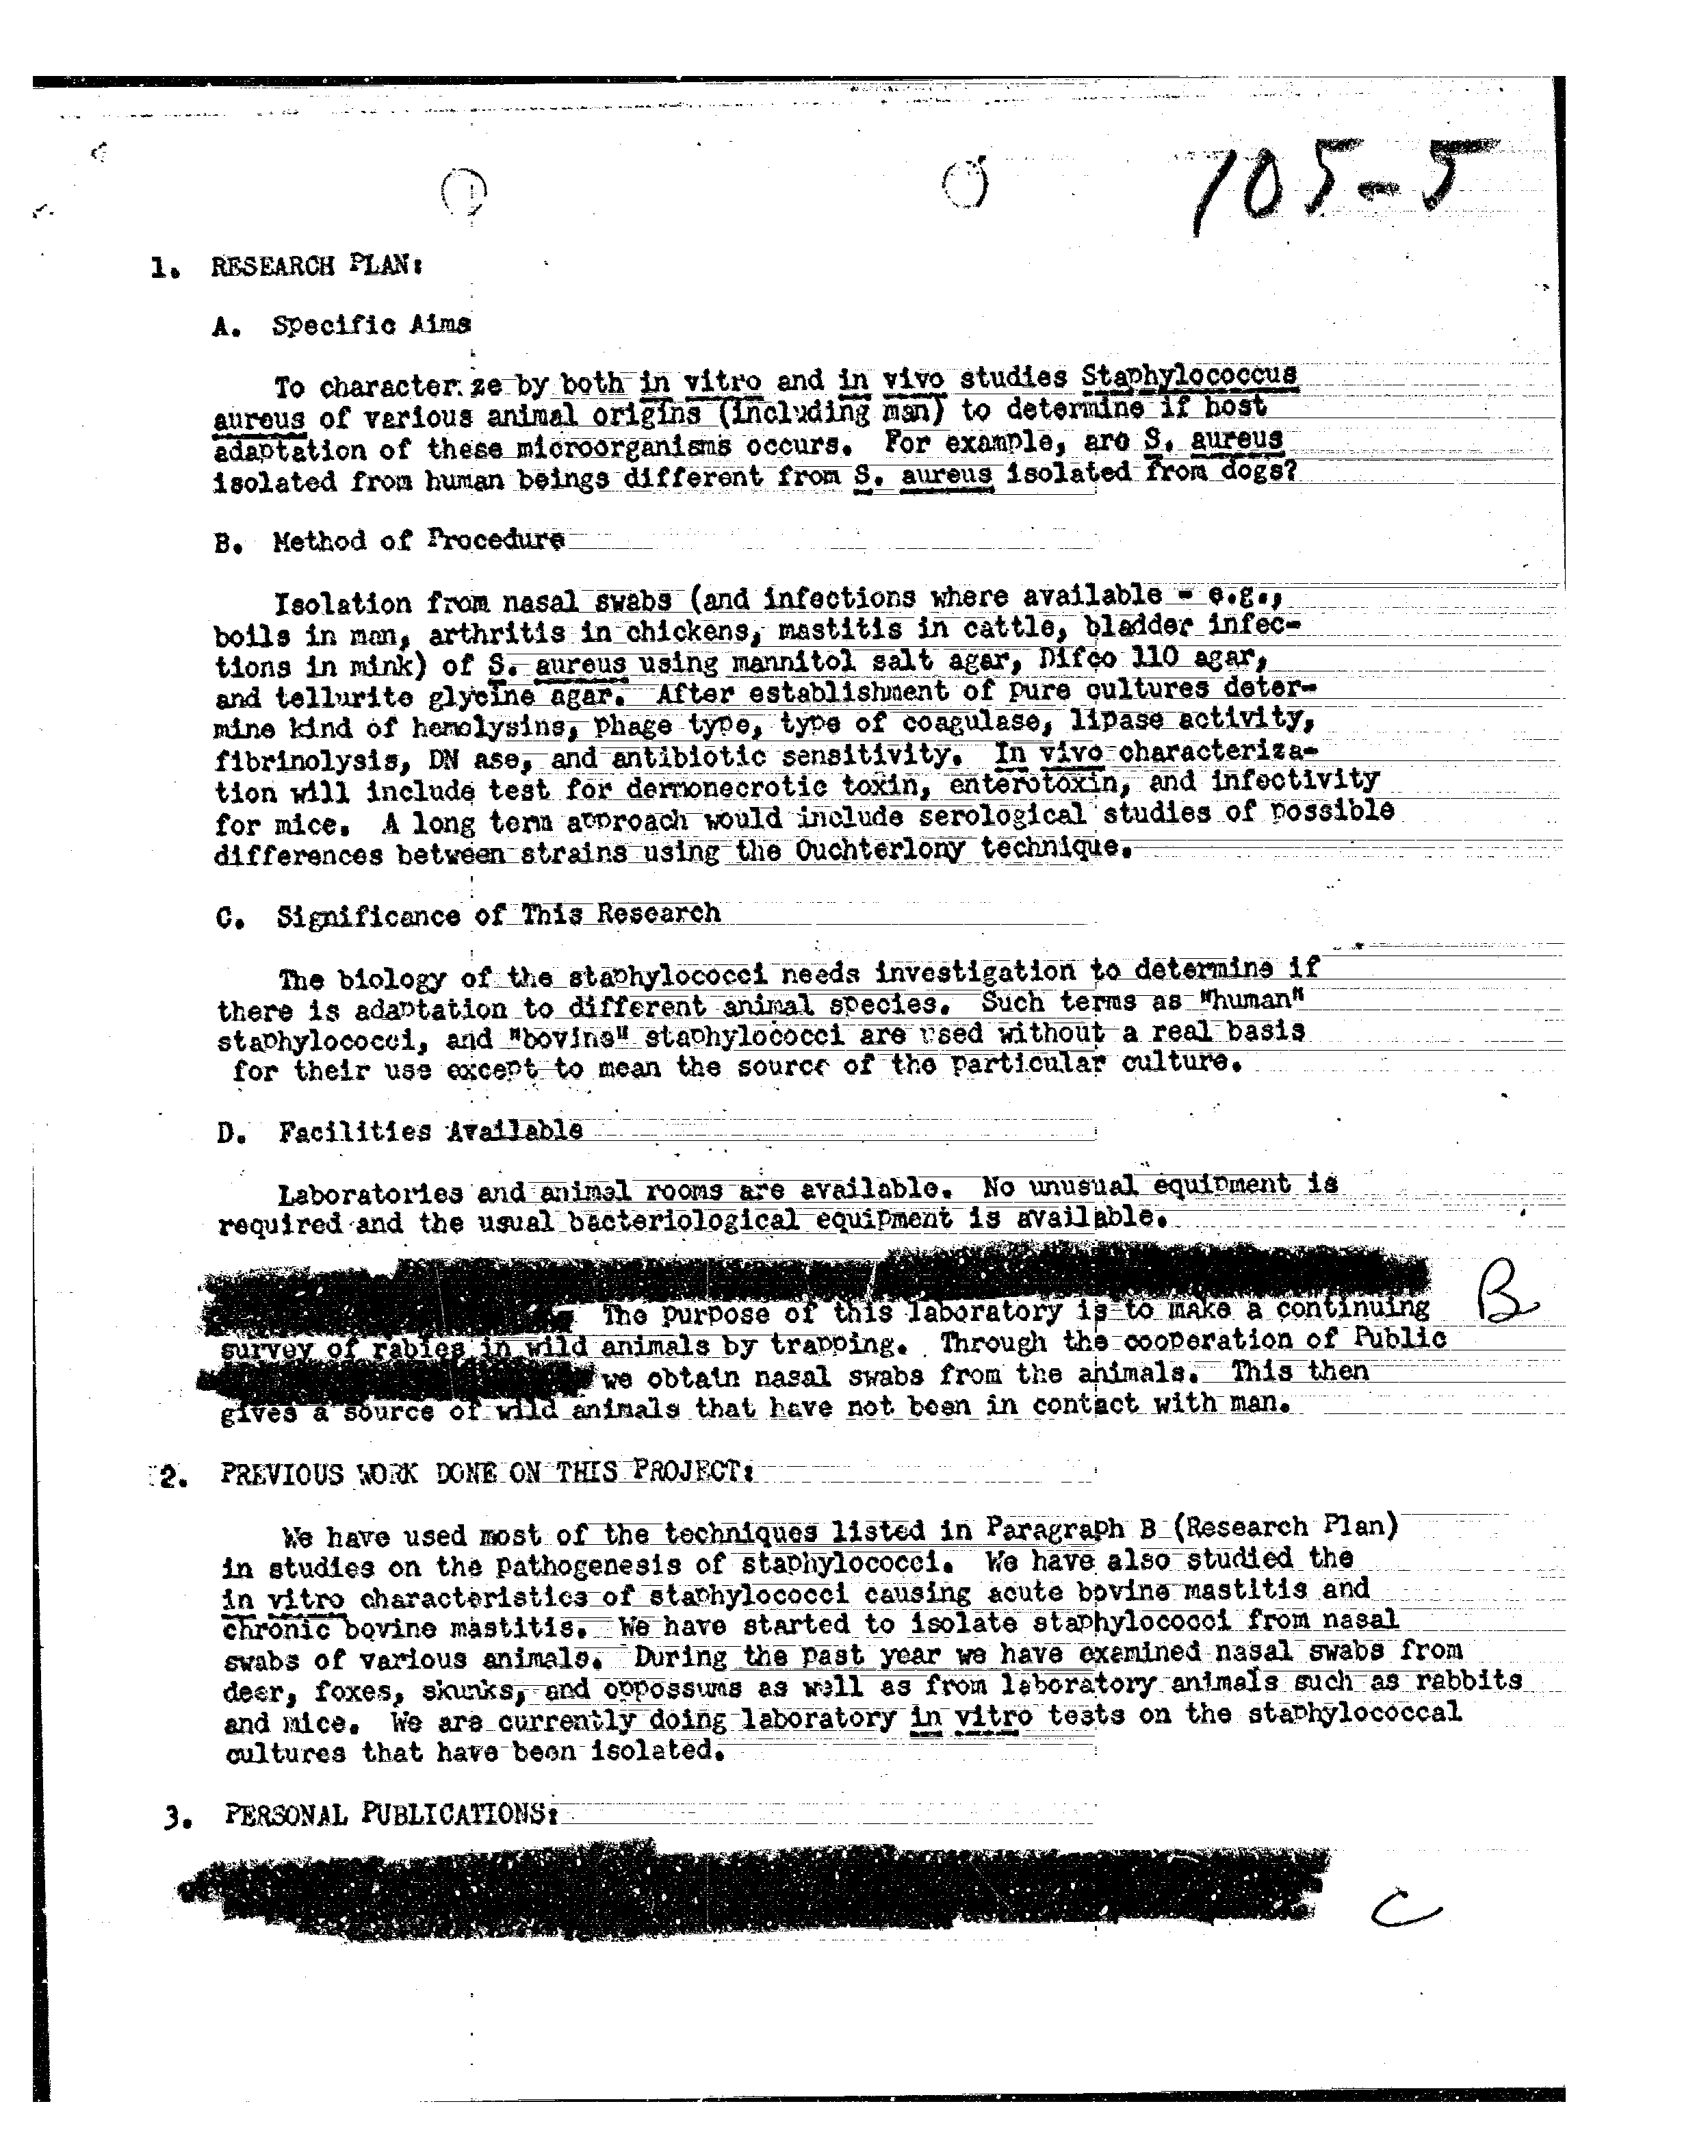 105-5
1. RESEARCH PLAN:
A. Specific Aims
To characterize by both in vitro and in vivo studies Staphylococcus
aureus of various animal origins (including man) to determine if host
adaptation of these microorganisms occurs. For example, are S. aureus
isolated from human beings different from S. aureus isolated from dogs?
B. Method of Procedure
Isolation from nasal swabs (and infections where available - e.g.,
boils in man, arthritis in chickens, mastitis in cattle, bladder infec-
tions in mink) of S. aureus using mannitol salt agar, Difco 110 agar,
and tellurite glycine agar. After establishment of pure cultures deter-
mine kind of hemolysins, phage type, type of coagulase, lipase activity,
fibrinolysis, DN ase, and antibiotic sensitivity. In vivo characteriza-
tion will include test for dermonecrotic toxin, enterotoxin, and infectivity
for mice. A long term approach would include serological studies of possible
differences between strains using the Ouchterlony technique.
C. Significance of This Research
The biology of the staphylococci needs investigation to determine if
there is adaptation to different animal species. Such terms as "human"
staphylococci, and "bovine" staphylococci are used without a real basis
for their use except to mean the source of the particular culture.
D. Facilities Available
Laboratories and animal rooms are available. No unusual equipment is
required and the usual bacteriological equipment is available.
B
The purpose of this laboratory is to make a continuing
survey of rabies in wild animals by trapping. Through the cooperation of Public
we obtain nasal swabs from the animals. This then
gives a source of wild animals that have not been in contact with man.
2. PREVIOUS WORK DONE ON THIS PROJECT:
We have used most of the techniques listed in Paragraph B (Research Plan)
in studies on the pathogenesis of staphylococci. We have also studied the
in vitro characteristics of staphylococci causing acute bovine mastitis and
chronic bovine mastitis. We have started to isolate staphylococci from nasal
swabs of various animals. During the past year we have examined nasal swabs from
deer, foxes, skunks, and oppossums as well as from laboratory animals such as rabbits
and mice. We are currently doing laboratory in vitro tests on the staphylococcal
cultures that have been isolated.
3. PERSONAL PUBLICATIONS:
C